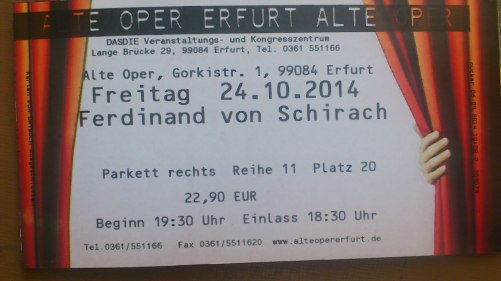 ALTE OPER ERFURT ALTE OPER
DASDIE Veranstaltungs- und Kongresszentrum
Lange Brücke 29, 99084 Erfurt, Tel. 0361 551166
Alte Oper, Gorkistr. 1, 99084 Erfurt
Freitag 24.10.2014
Ferdinand von Schirach
Parkett rechts Reihe 11 Platz 20
22,90 EUR
Beginn 19:30 Uhr Einlass 18:30 Uhr
Tel.0361/551166 Fax 0361/5511620 www.alteopererfurt.de